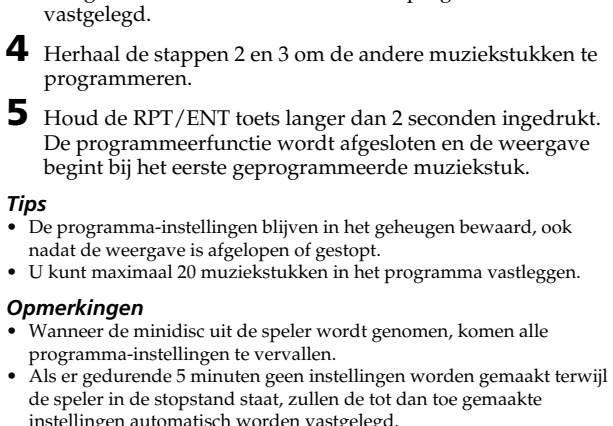 vastgelegd.
4 Herhaal de stappen 2 en 3 om de andere muziekstukken te
programmeren.
5 Houd de RPT/ENT toets langer dan 2 seconden ingedrukt.
De programmeerfunctie wordt afgesloten en de weergave
begint bij het eerste geprogrammeerde muziekstuk.
Tips
• De programma-instellingen blijven in het geheugen bewaard, ook
nadat de weergave is afgelopen of gestopt.
• U kunt maximaal 20 muziekstukken in het programma vastleggen.
Opmerkingen
• Wanneer de minidisc uit de speler wordt genomen, komen alle
programma-instellingen te vervallen.
• Als er gedurende 5 minuten geen instellingen worden gemaakt terwijl
de speler in de stopstand staat, zullen de tot dan toe gemaakte
instellingen automatisch worden vastgelegd.